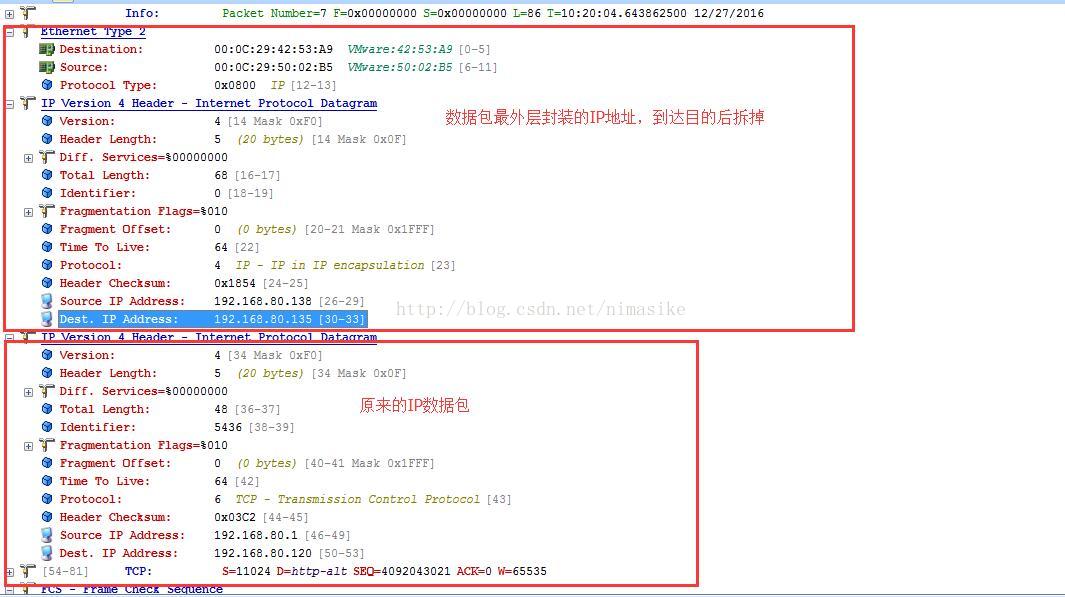 Info: Packet Number=7 F=0x00000000 S=0x00000000 L=86 T=10:20:04.643862500 12/27/2016
Ethernet Type 2
Destination: 00:0C:29:42:53:A9 VMware:42:53:A9 [0-5]
Source: 00:0C:29:50:02:B5 VMware:50:02:B5 [6-11]
Protocol Type: 0x0800 IP [12-13]
IP Version 4 Header - Internet Protocol Datagram
Version: 4 [14 Mask 0xF0]
数据包最外层封装的IP地址，到达目的后拆掉
Header Length: 5 (20 bytes) [14 Mask 0x0F]
Diff. Services=%00000000
Total Length: 68 [16-17]
Identifier: 0 [18-19]
Fragmentation Flags=%010
Fragment Offset: 0 (0 bytes) [20-21 Mask 0x1FFF]
Time To Live: 64 [22]
Protocol: 4 IP - IP in IP encapsulation [23]
Header Checksum: 0x1854 [24-25]
Source IP Address: 192.168.80.138 [26-29]
http://blog.csdn.net/nimasike
Dest. IP Address: 192.168.80.135 [30-33]
IP Version 4 Header - Internet Protocol Datagram
Version: 4 [34 Mask 0xF0]
Header Length: 5 (20 bytes) [34 Mask 0x0F]
Diff. Services=%00000000
原来的IP数据包
Total Length: 48 [36-37]
Identifier: 5436 [38-39]
Fragmentation Flags=%010
Fragment Offset: 0 (0 bytes) [40-41 Mask 0x1FFF]
Time To Live: 64 [42]
Protocol: 6 TCP - Transmission Control Protocol [43]
Header Checksum: 0x03C2 [44-45]
Source IP Address: 192.168.80.1 [46-49]
Dest. IP Address: 192.168.80.120 [50-53]
[54-81] TCP: S=11024 D=http-alt SEQ=4092043021 ACK=0 W=65535
FCS - Frame Check Sequence